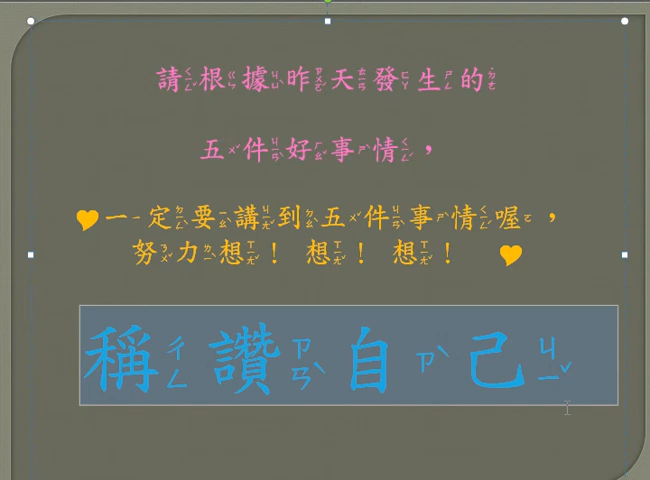 請根據昨天發生的
五件好事情，
一定要講到五件事情喔，
努力想！想！想！
稱讚自己